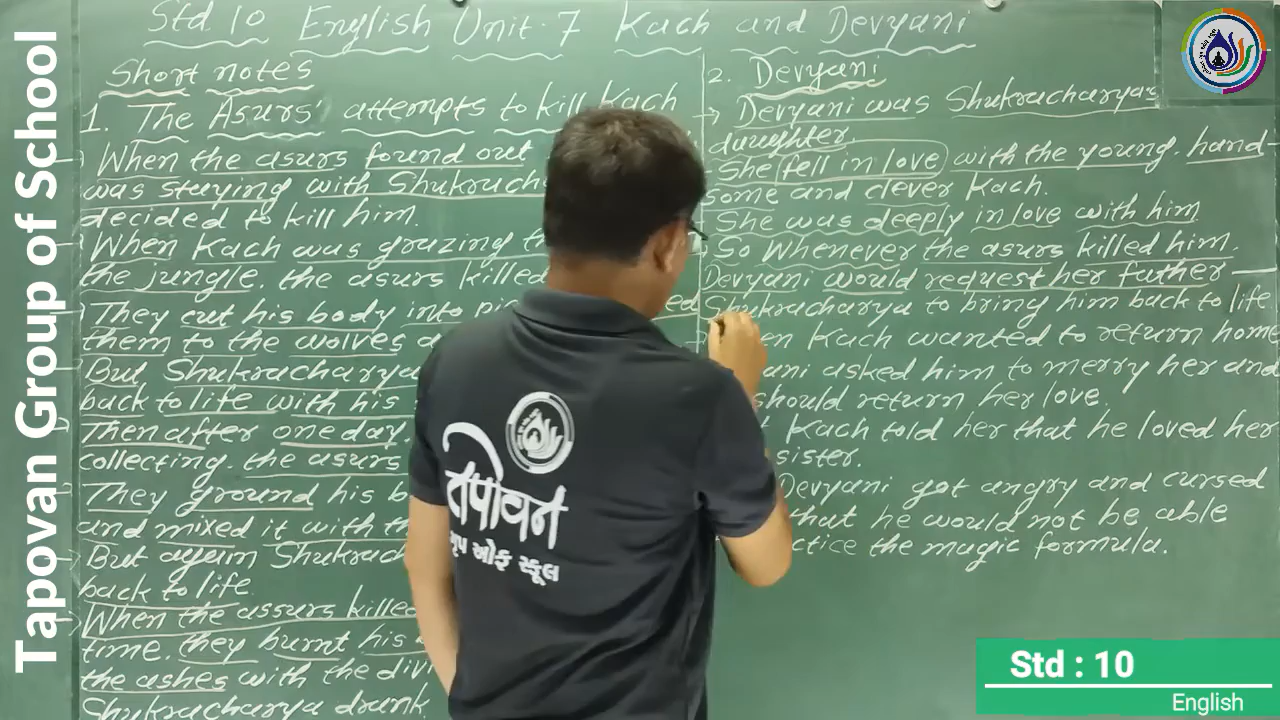 Tapovan Group of School
Std 10 English Unit-7 Kach and Devyani
Short notes
1. The Asurs' attempts to kill Kach
When the asurs found out
was staying with Shukrach
decided to kill him.
When Kach was grazing
the jungle. the asurs killed
They cut his body into
them to the wolves
But Shukracharya
back to life with his
Then after one day.
collecting. the asurs
They ground his
and mixed it with
But again Shukrach
back to life.
When the assurs killed
time. they burnt his
the ashes with the
Shukracharya drank
2. Devyani
→ Devyani was Shukracharya's
daughter.
She fell in love with the young. hand-
some and clever Kach.
She was deeply in love with him
So Whenever the asurs killed him.
Devyani would request her father
Shukracharya to bring him back to life
Kach wanted to return home
asked him to merry her and
should return her love.
Kach told her that he loved her
sister.
Devyani got angry and cursed
that he would not be able
the magic formula.
તપોવન
ગ્રુપ ઓફ સ્કૂલ
Std : 10
English